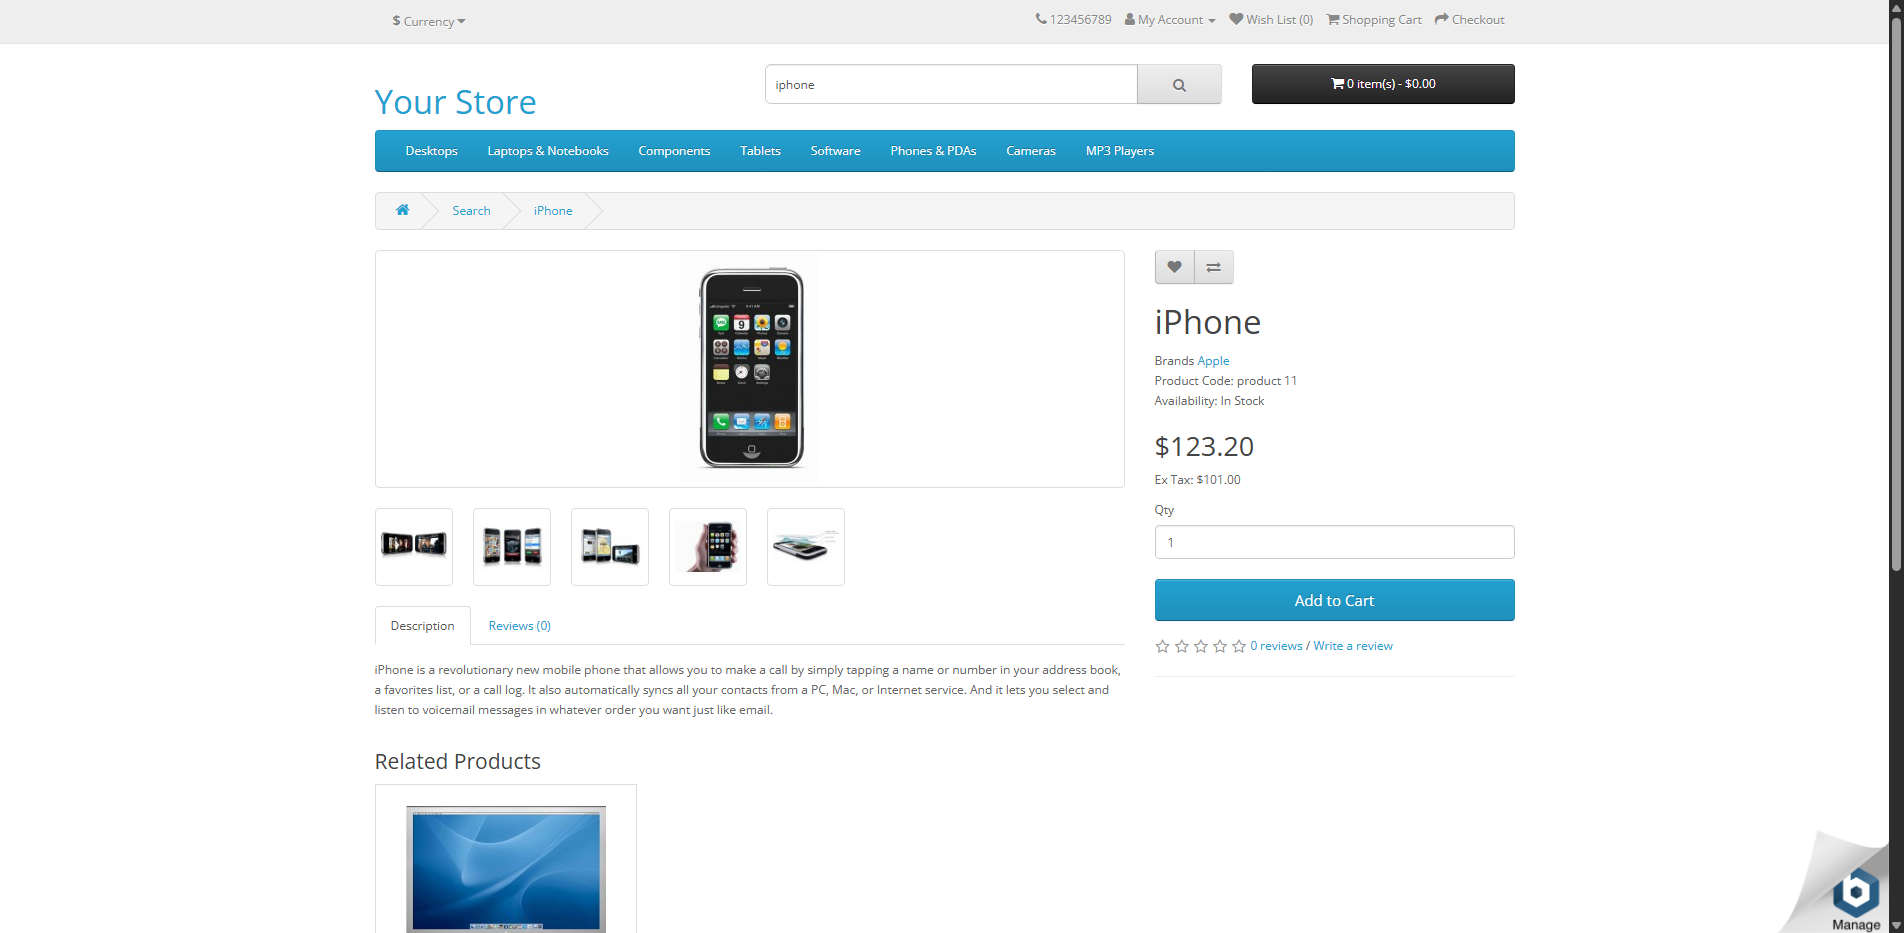 $ Currency
123456789 My Account Wish List (0) Shopping Cart Checkout
Your Store
iphone
0 item(s) - $0.00
Desktops Laptops & Notebooks Components Tablets Software Phones & PDAs Cameras MP3 Players
Search iPhone
iPhone
Brands Apple
Product Code: product 11
Availability: In Stock
$123.20
Ex Tax: $101.00
Qty
1
Add to Cart
0 reviews / Write a review
Description Reviews (0)
iPhone is a revolutionary new mobile phone that allows you to make a call by simply tapping a name or number in your address book,
a favorites list, or a call log. It also automatically syncs all your contacts from a PC, Mac, or Internet service. And it lets you select and
listen to voicemail messages in whatever order you want just like email.
Related Products
Manage